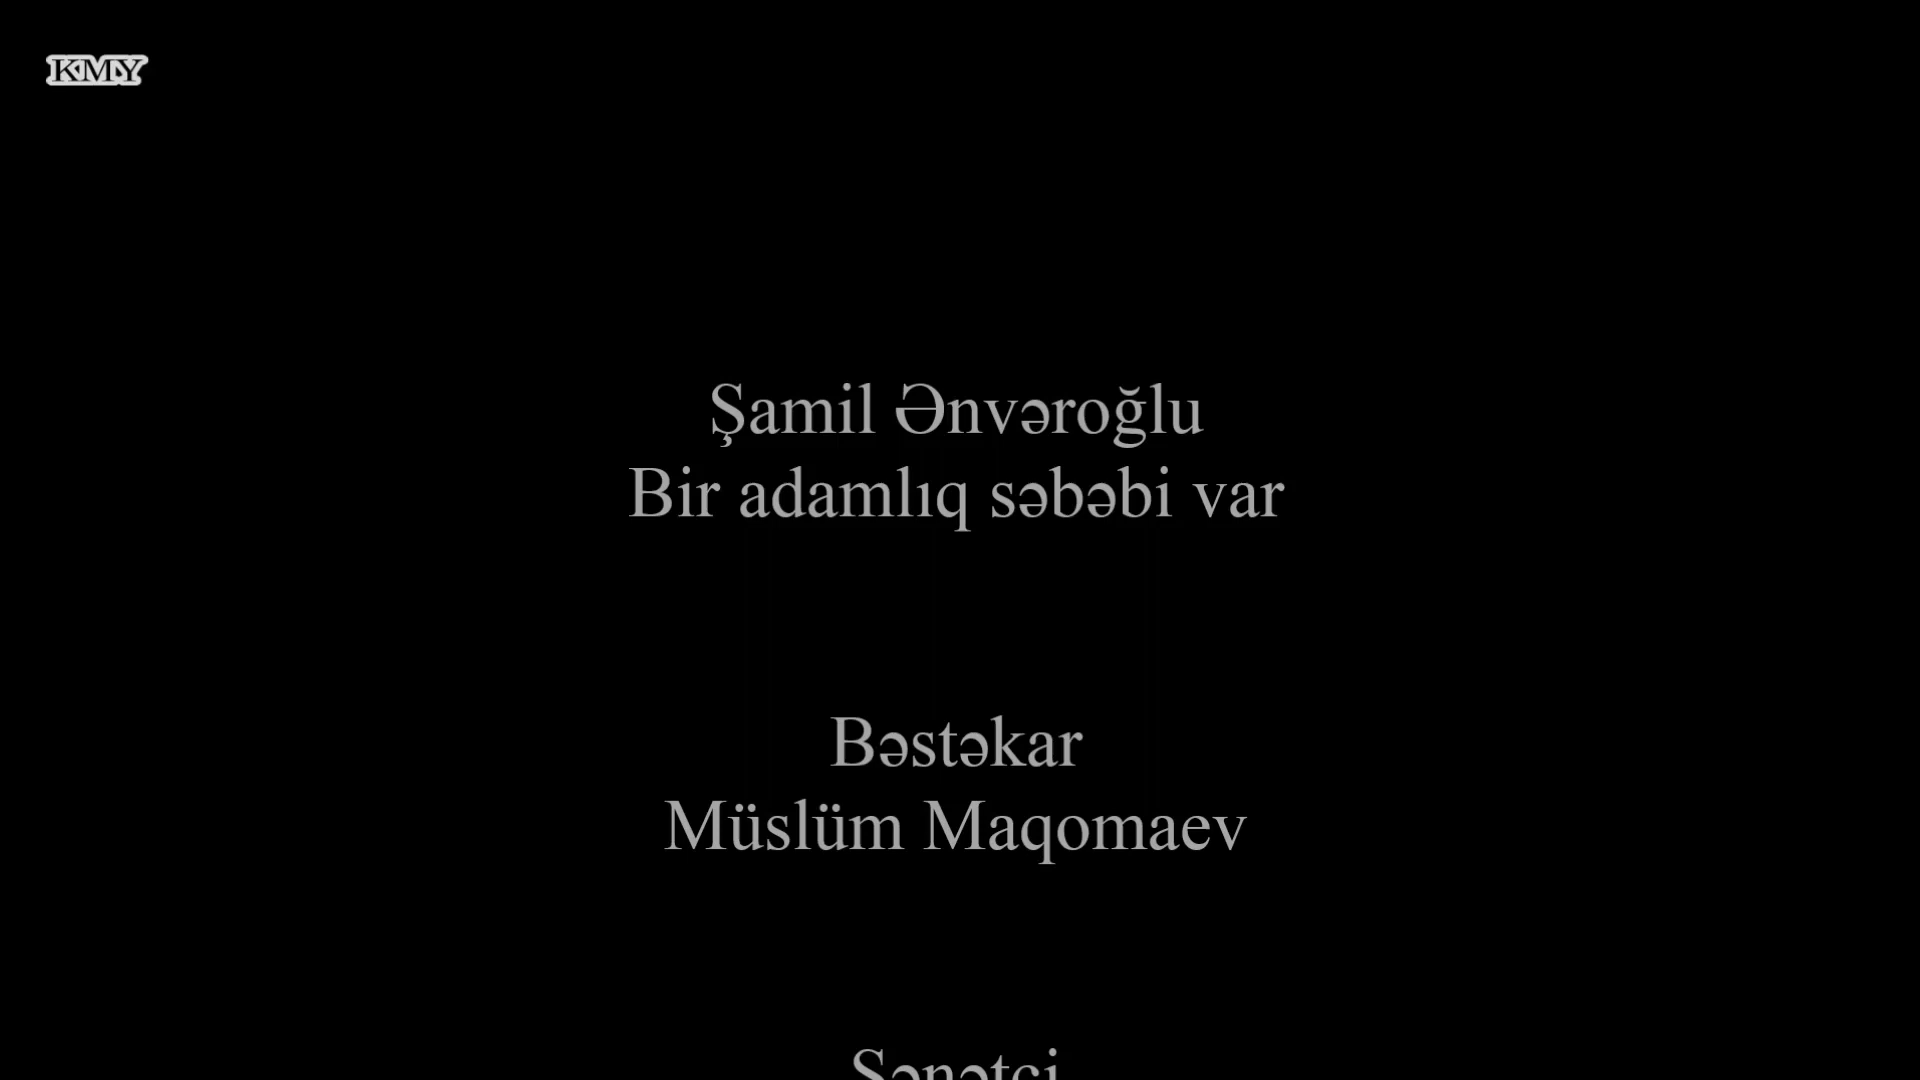 KMY
Şamil Ənvəroğlu
Bir adamlıq səbəbi var
Bəstəkar
Müslüm Maqomaev